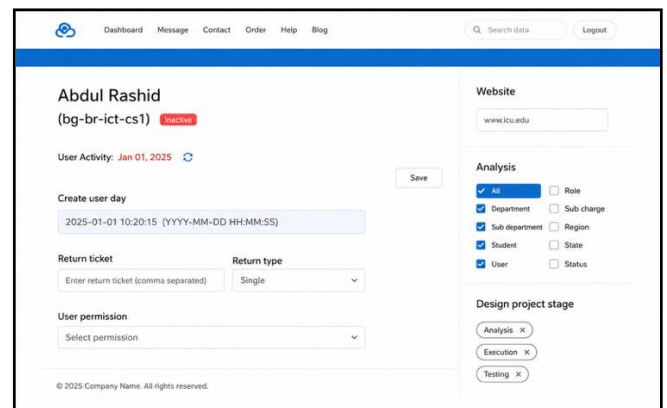 Dashboard Message Contact Order Help Blog
Search data
Logout
Abdul Rashid
(bg-br-ict-cs1) Inactive
User Activity: Jan 01, 2025
Save
Create user day
2025-01-01 10:20:15 (YYYY-MM-DD HH:MM:SS)
Return ticket
Return type
Enter return ticket (comma separated)
Single
User permission
Select permission
© 2025 Company Name. All rights reserved.
Website
www.icu.edu
Analysis
All Role
Department Sub charge
Sub department Region
Student State
User Status
Design project stage
Analysis X
Execution X
Testing X